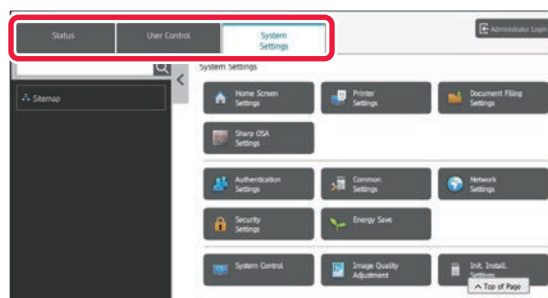 Status
User Control
System
Settings
Administrator Login
System Settings
Sitemap
Home Screen
Settings
Printer
Settings
Document Filing
Settings
Sharp OSA
Settings
Authentication
Settings
Common
Settings
Network
Settings
Security
Settings
Energy Save
System Control
Image Quality
Adjustment
Init. Install.
Settings
Top of Page